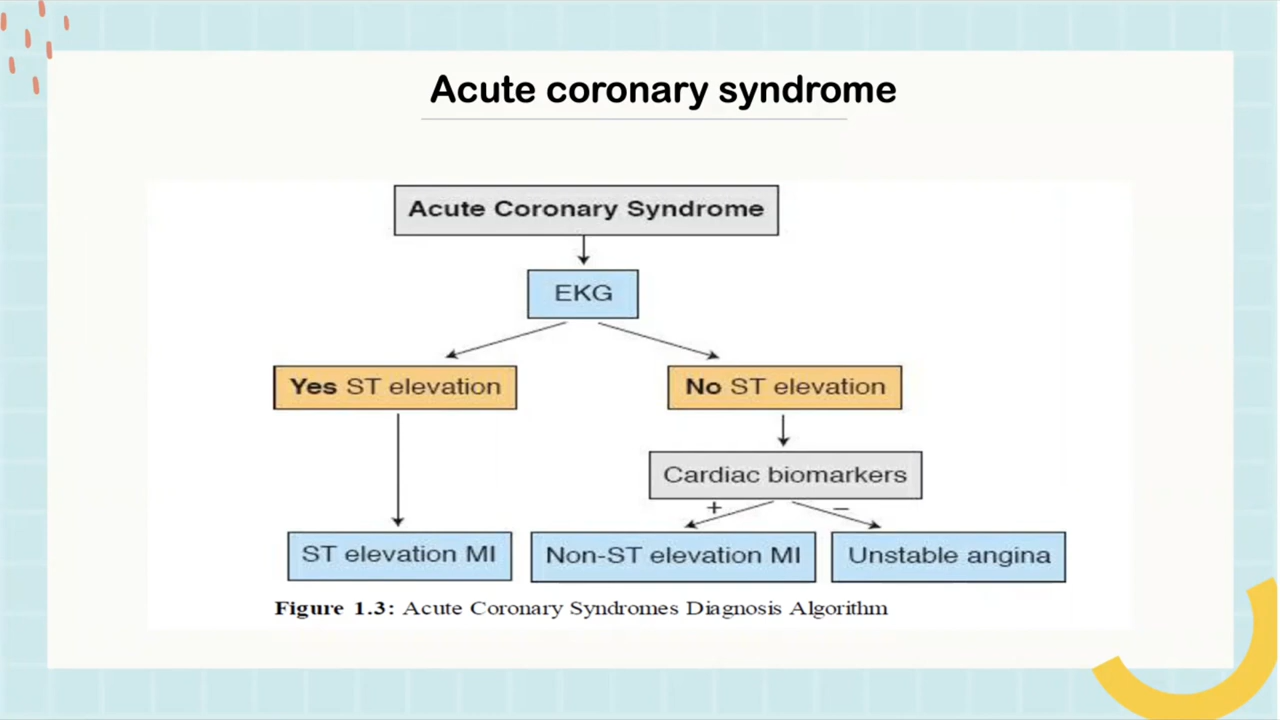 Acute coronary syndrome
Acute Coronary Syndrome
EKG
Yes ST elevation
No ST elevation
Cardiac biomarkers
+
–
ST elevation MI
Non-ST elevation MI
Unstable angina
Figure 1.3: Acute Coronary Syndromes Diagnosis Algorithm